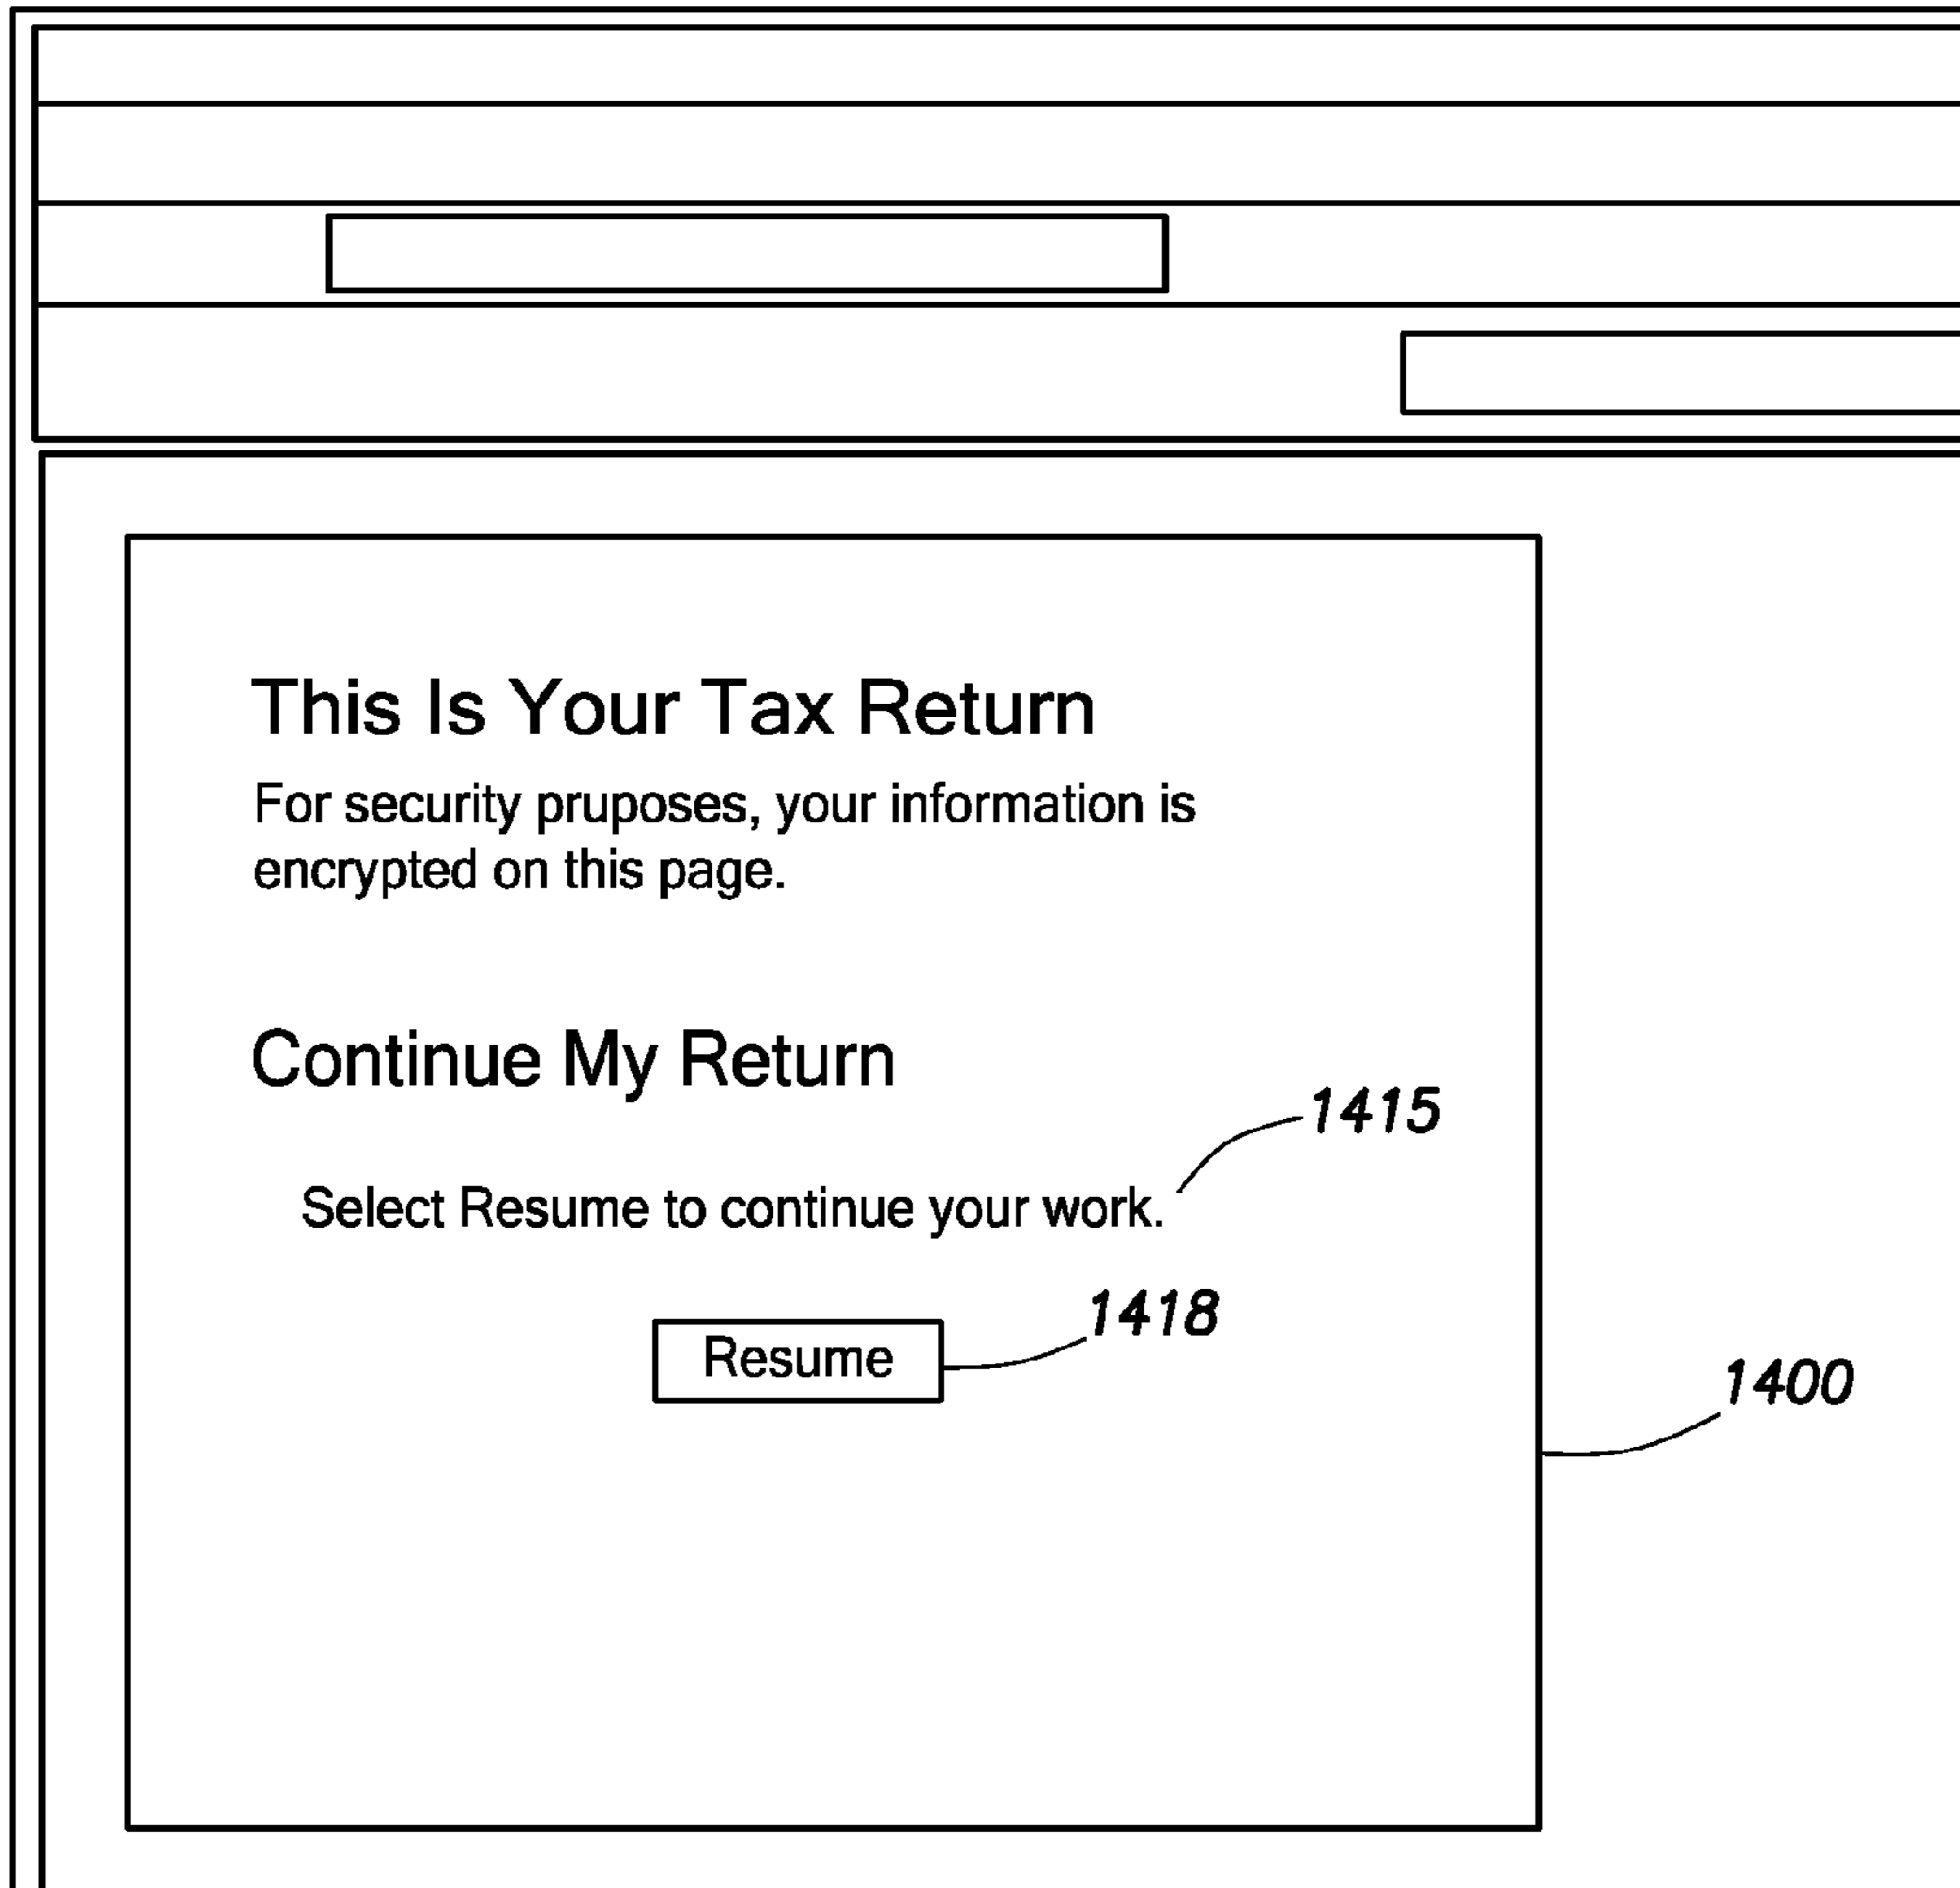 This Is Your Tax Return
For security pruposes, your information is
encrypted on this page.
Continue My Return
1415
Select Resume to continue your work.
1418
Resume
1400